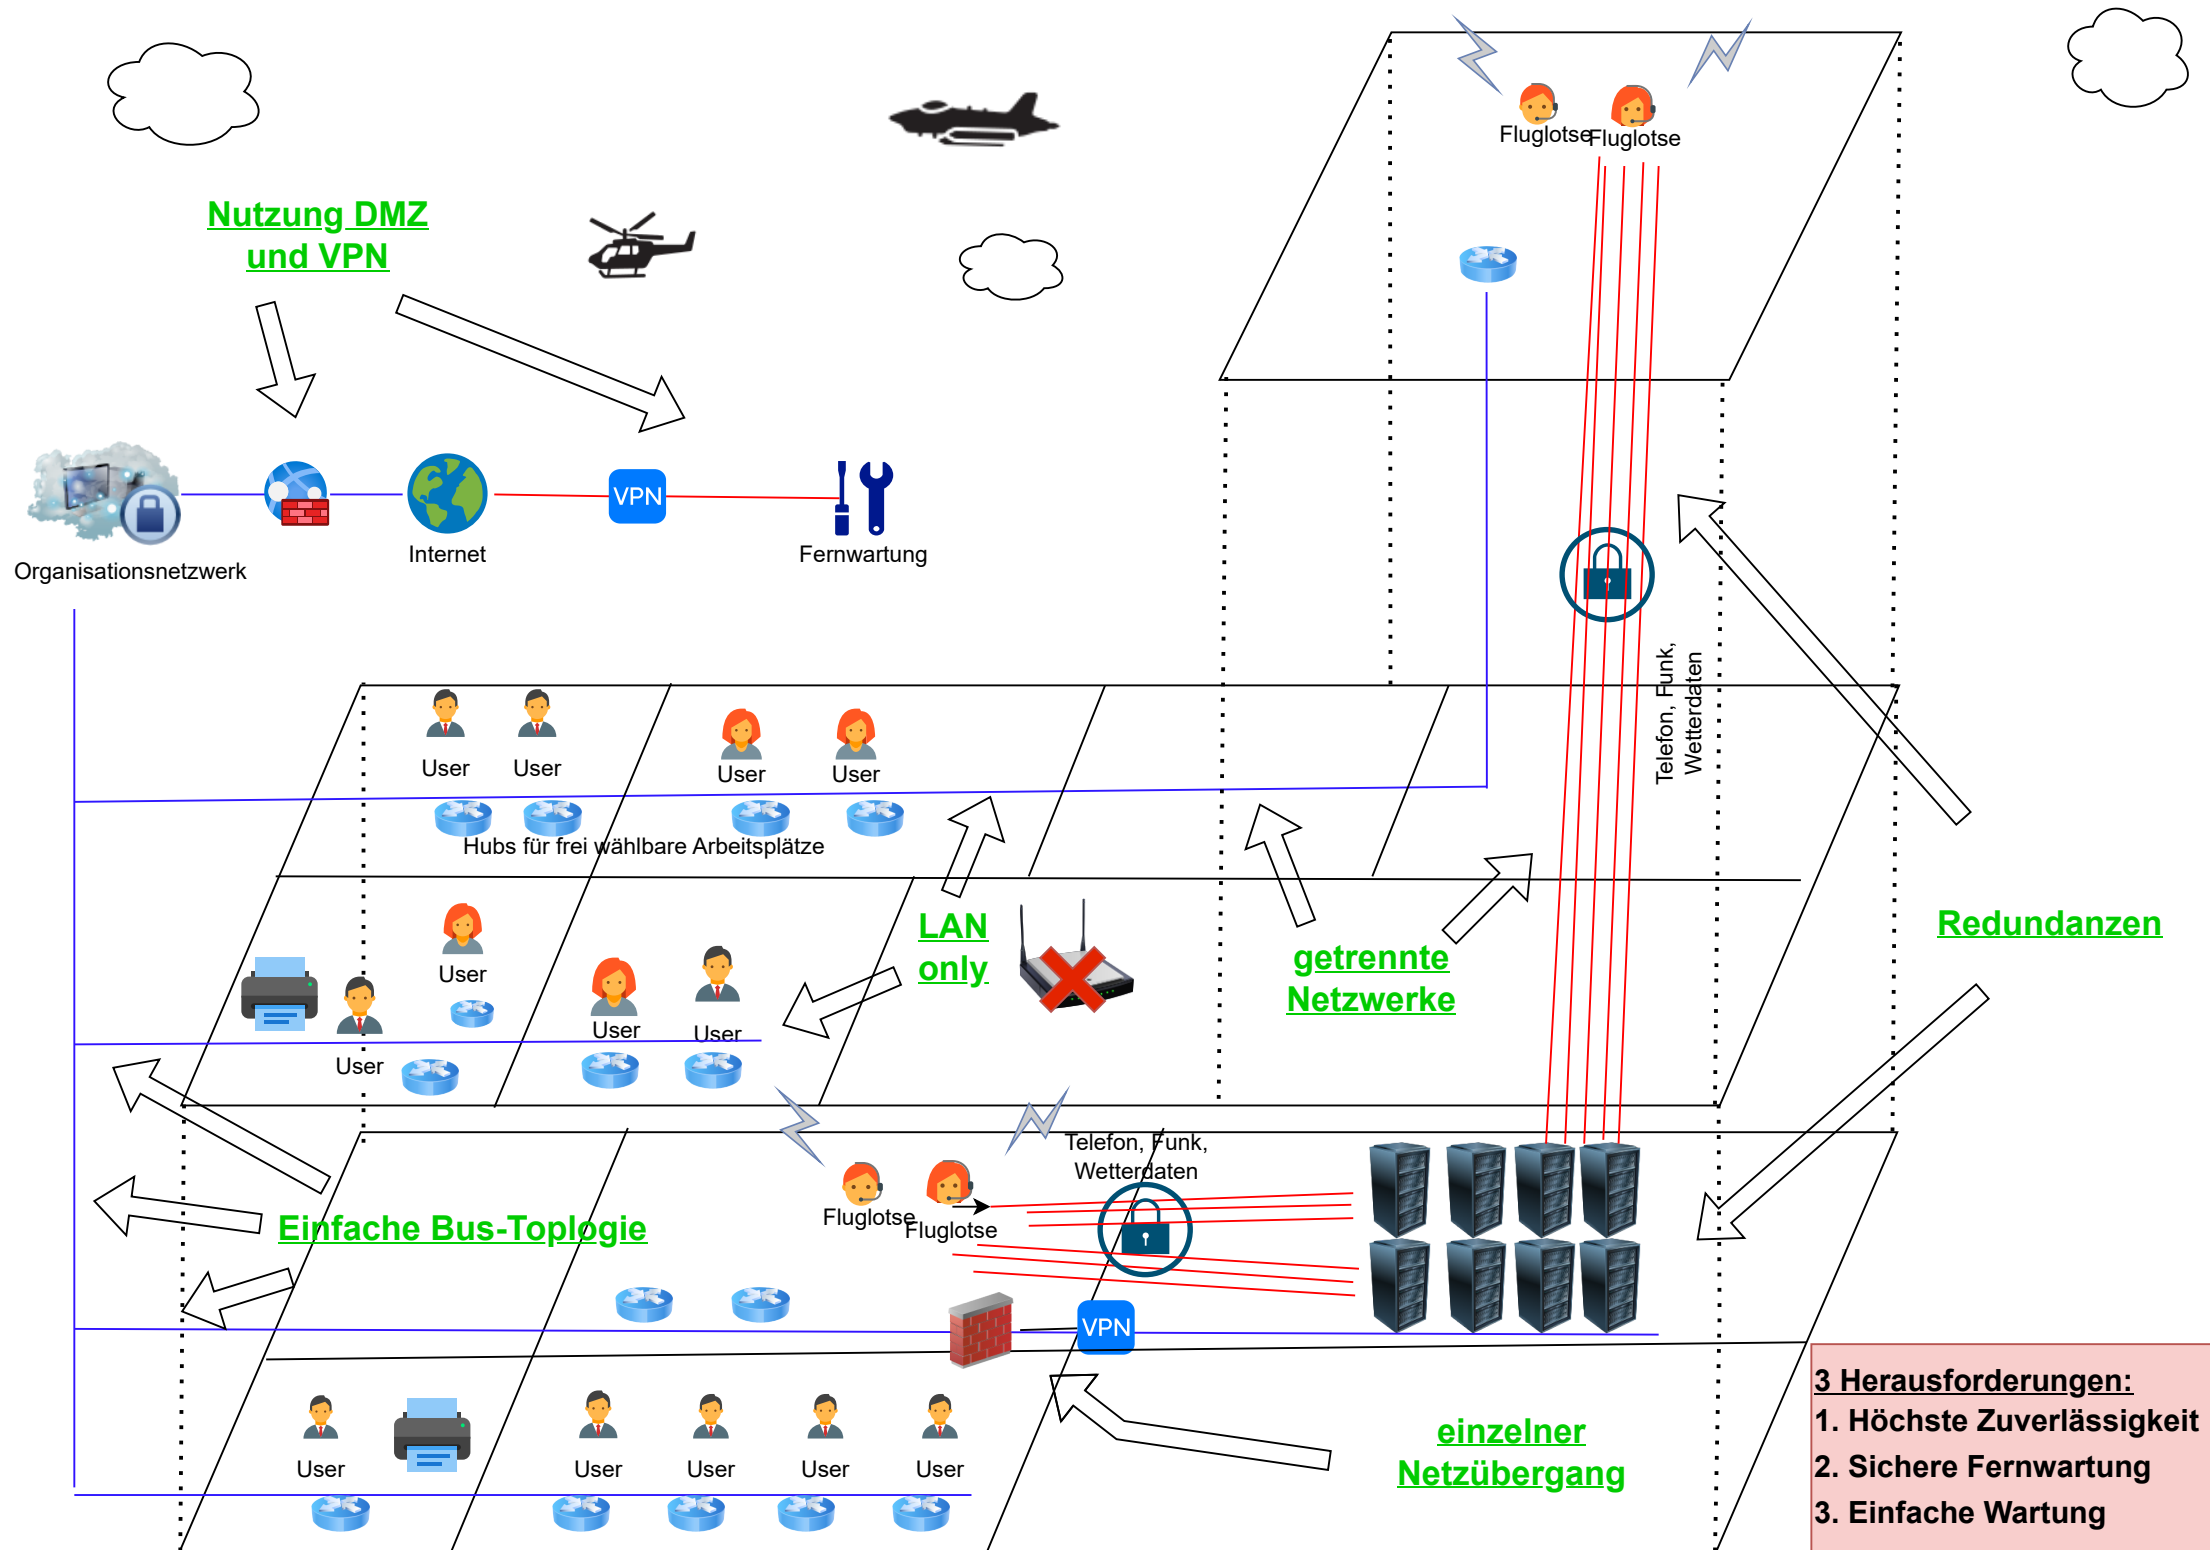 Fluglotse
Fluglotse
Nutzung DMZ
und VPN
VPN
Internet
Fernwartung
Organisationsnetzwerk
Telefon, Funk,
Wetterdaten
User
User
User
User
Hubs für frei wählbare Arbeitsplätze
LAN
only
getrennte
Netzwerke
Redundanzen
User
User
User
User
Telefon, Funk,
Wetterdaten
Fluglotse
Fluglotse
Einfache Bus-Toplogie
VPN
einzelner
Netzübergang
User
User
User
User
User
3 Herausforderungen:
1. Höchste Zuverlässigkeit
2. Sichere Fernwartung
3. Einfache Wartung